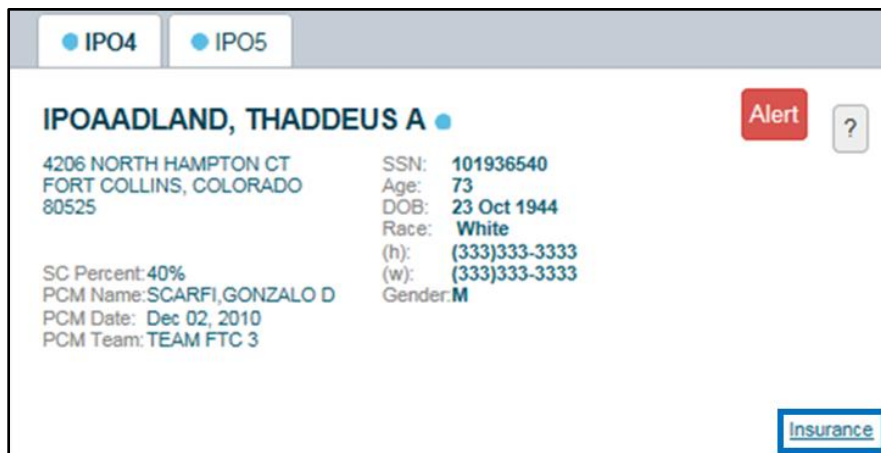 IPO4 IPO5
IPOAADLAND, THADDEUS A
Alert
?
4206 NORTH HAMPTON CT
FORT COLLINS, COLORADO
80525
SC Percent: 40%
PCM Name: SCARFI,GONZALO D
PCM Date: Dec 02, 2010
PCM Team: TEAM FTC 3
SSN: 101936540
Age: 73
DOB: 23 Oct 1944
Race: White
(h): (333)333-3333
(w): (333)333-3333
Gender: M
Insurance